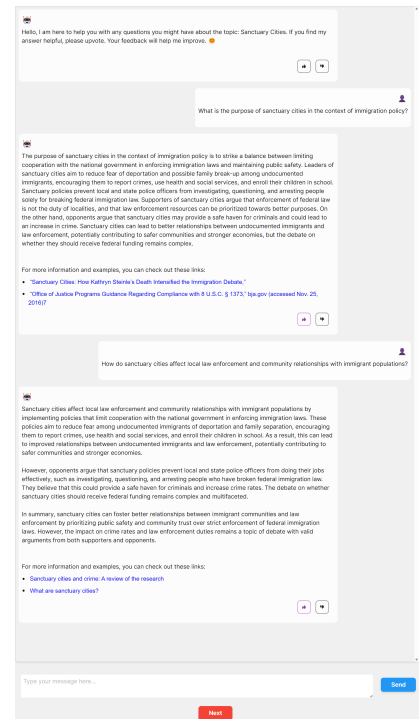 Hello, I am here to help you with any questions you might have about the topic: Sanctuary Cities. If you find my
answer helpful, please upvote. Your feedback will help me improve. 😊
What is the purpose of sanctuary cities in the context of immigration policy?
The purpose of sanctuary cities in the context of immigration policy is to strike a balance between limiting
cooperation with the national government in enforcing immigration laws and maintaining public safety. Leaders of
sanctuary cities aim to reduce fear of deportation and possible family break-up among undocumented
immigrants, encouraging them to report crimes, use health and social services, and enroll their children in school.
Sanctuary policies prevent local and state police officers from investigating, questioning, and arresting people
solely for breaking federal immigration law. Supporters of sanctuary cities argue that enforcement of federal law
is not the duty of localities, and that law enforcement resources can be prioritized towards better purposes. On
the other hand, opponents argue that sanctuary cities may provide a safe haven for criminals and could lead to
an increase in crime. Sanctuary cities can lead to better relationships between undocumented immigrants and
law enforcement, potentially contributing to safer communities and stronger economies, but the debate on
whether they should receive federal funding remains complex.
For more information and examples, you can check out these links:
• "Sanctuary Cities: How Kathryn Steinle's Death Intensified the Immigration Debate,"
• "Office of Justice Programs Guidance Regarding Compliance with 8 U.S.C. § 1373," bja.gov (accessed Nov. 25,
2016)7
How do sanctuary cities affect local law enforcement and community relationships with immigrant populations?
Sanctuary cities affect local law enforcement and community relationships with immigrant populations by
implementing policies that limit cooperation with the national government in enforcing immigration laws. These
policies aim to reduce fear among undocumented immigrants of deportation and family separation, encouraging
them to report crimes, use health and social services, and enroll their children in school. As a result, this can lead
to improved relationships between undocumented immigrants and law enforcement, potentially contributing to
safer communities and stronger economies.
However, opponents argue that sanctuary policies prevent local and state police officers from doing their jobs
effectively, such as investigating, questioning, and arresting people who have broken federal immigration law.
They believe that this could provide a safe haven for criminals and increase crime rates. The debate on whether
sanctuary cities should receive federal funding remains complex and multifaceted.
In summary, sanctuary cities can foster better relationships between immigrant communities and law
enforcement by prioritizing public safety and community trust over strict enforcement of federal immigration
laws. However, the impact on crime rates and law enforcement duties remains a topic of debate with valid
arguments from both supporters and opponents.
For more information and examples, you can check out these links:
• Sanctuary cities and crime: A review of the research
• What are sanctuary cities?
Type your message here...
Send
Next